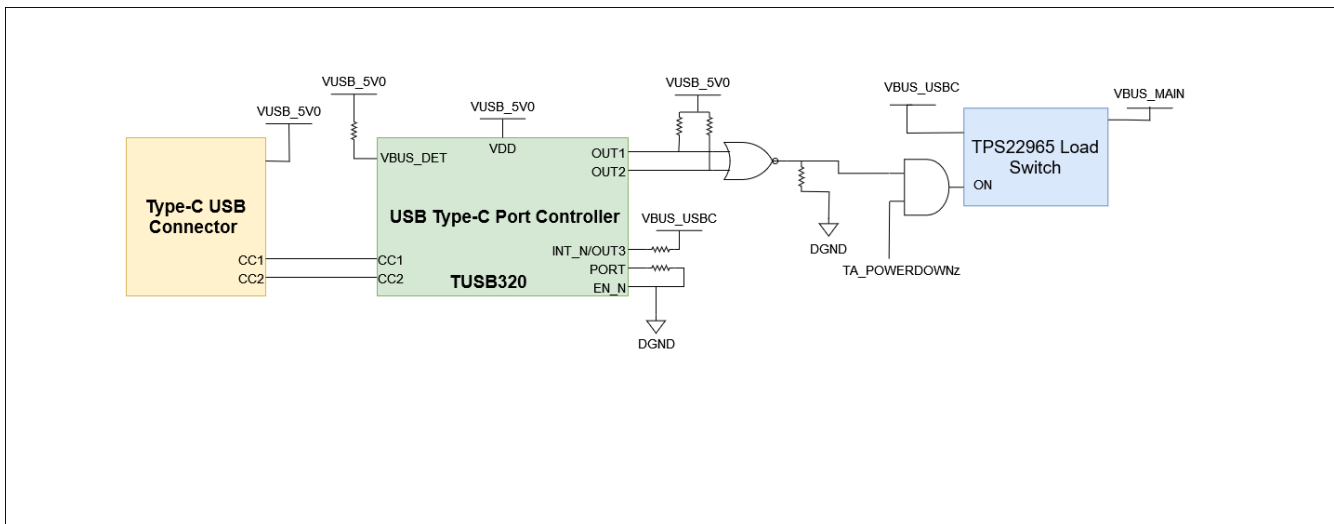 VUSB_5V0
VUSB_5V0
VUSB_5V0
VUSB_5V0
VBUS_USBC
VBUS_MAIN
Type-C USB
Connector
CC1
CC2
VDD
VBUS_DET
OUT1
OUT2
USB Type-C Port Controller
INT_N/OUT3
PORT
EN_N
CC1
CC2
TUSB320
VBUS_USBC
DGND
DGND
TA_POWERDOWNz
TPS22965 Load
Switch
ON